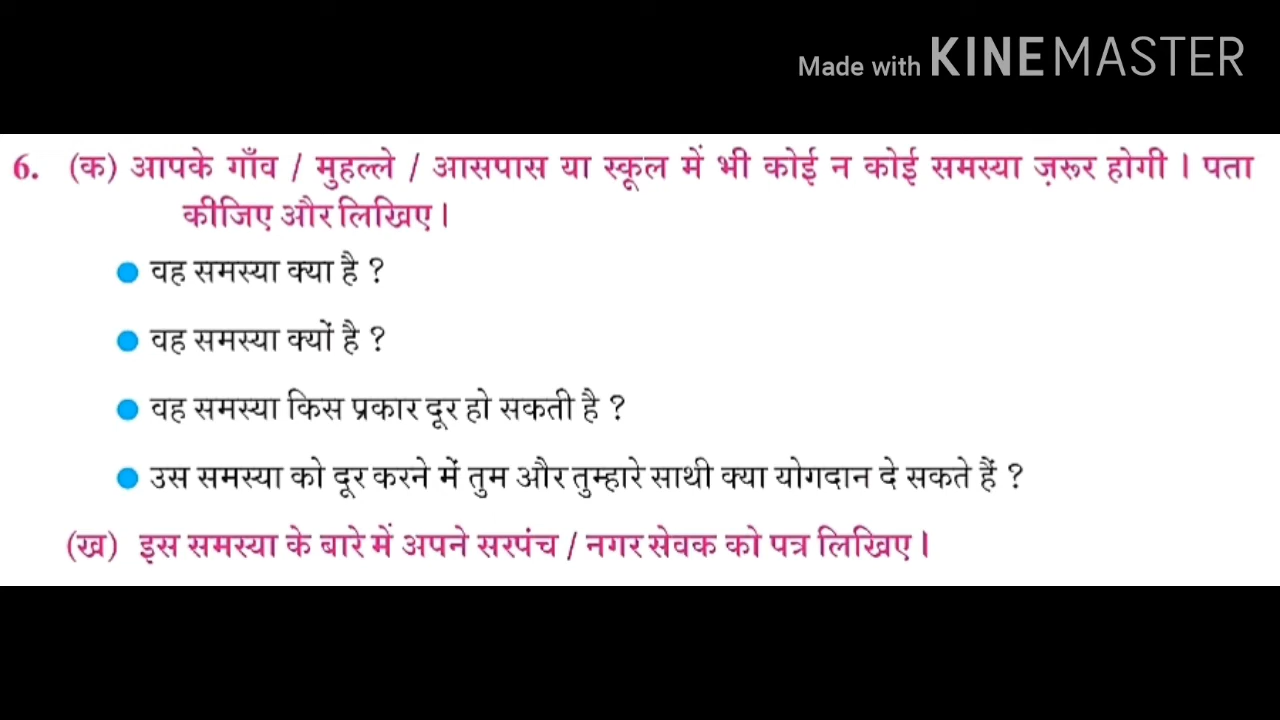 Made with KINEMASTER
6. (क) आपके गाँव / मुहल्ले / आसपास या स्कूल में भी कोई न कोई समस्या ज़रूर होगी । पता
कीजिए और लिखिए ।
● वह समस्या क्या है ?
● वह समस्या क्यों है ?
● वह समस्या किस प्रकार दूर हो सकती है ?
● उस समस्या को दूर करने में तुम और तुम्हारे साथी क्या योगदान दे सकते हैं ?
(ख) इस समस्या के बारे में अपने सरपंच / नगर सेवक को पत्र लिखिए ।